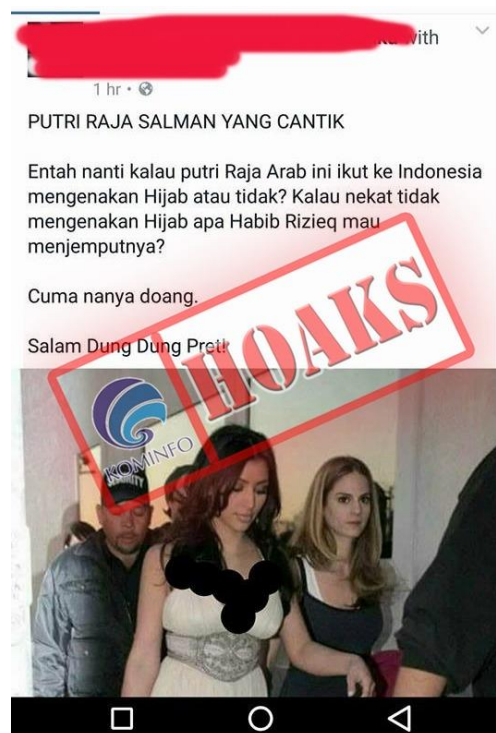 with
1 hr •
PUTRI RAJA SALMAN YANG CANTIK
Entah nanti kalau putri Raja Arab ini ikut ke Indonesia
mengenakan Hijab atau tidak? Kalau nekat tidak
mengenakan Hijab apa Habib Rizieq mau
menjemputnya?
Cuma nanya doang.
Salam Dung Dung Pret!
HOAKS
KOMINFO
SECURITY